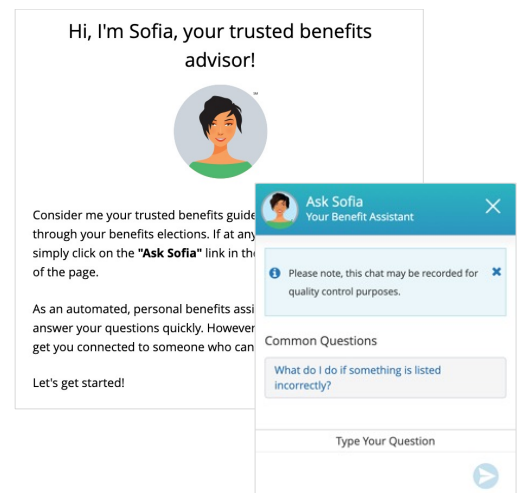 Hi, I'm Sofia, your trusted benefits
advisor!
™
Consider me your trusted benefits guide
through your benefits elections. If at any
simply click on the "Ask Sofia" link in the
of the page.
As an automated, personal benefits
answer your questions quickly. However
get you connected to someone who can
Let's get started!
Ask Sofia
Your Benefit Assistant
Please note, this chat may be recorded for
quality control purposes.
Common Questions
What do I do if something is listed
incorrectly?
Type Your Question